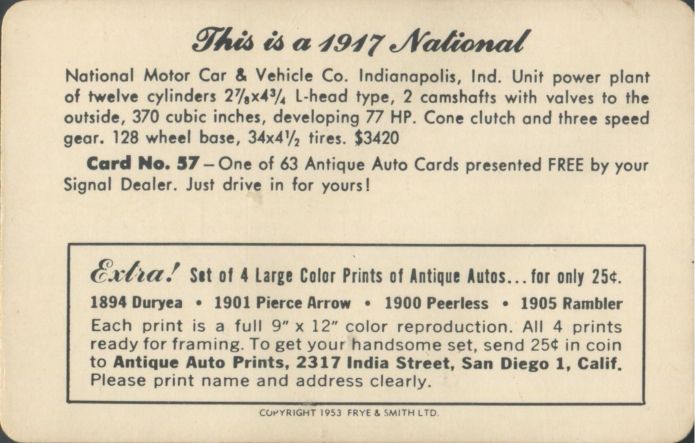 This is a 1917 National
National Motor Car & Vehicle Co. Indianapolis, Ind. Unit power plant
of twelve cylinders 2⅞x4¾ L-head type, 2 camshafts with valves to the
outside, 370 cubic inches, developing 77 HP. Cone clutch and three speed
gear. 128 wheel base, 34x4½ tires. $3420
Card No. 57—One of 63 Antique Auto Cards presented FREE by your
Signal Dealer. Just drive in for yours!
Extra! Set of 4 Large Color Prints of Antique Autos...for only 25¢.
1894 Duryea • 1901 Pierce Arrow • 1900 Peerless • 1905 Rambler
Each print is a full 9" x 12" color reproduction. All 4 prints
ready for framing. To get your handsome set, send 25¢ in coin
to Antique Auto Prints, 2317 India Street, San Diego 1, Calif.
Please print name and address clearly.
COPYRIGHT 1953 FRYE & SMITH LTD.